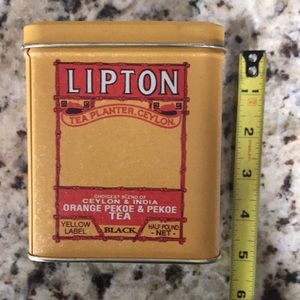 LIPTON
TEA PLANTER, CEYLON.
CHOICEST BLEND OF
CEYLON & INDIA
ORANGE PEKOE & PEKOE
TEA
YELLOW LABEL
BLACK
HALF POUND - NET -
1
2
3
4
5
6